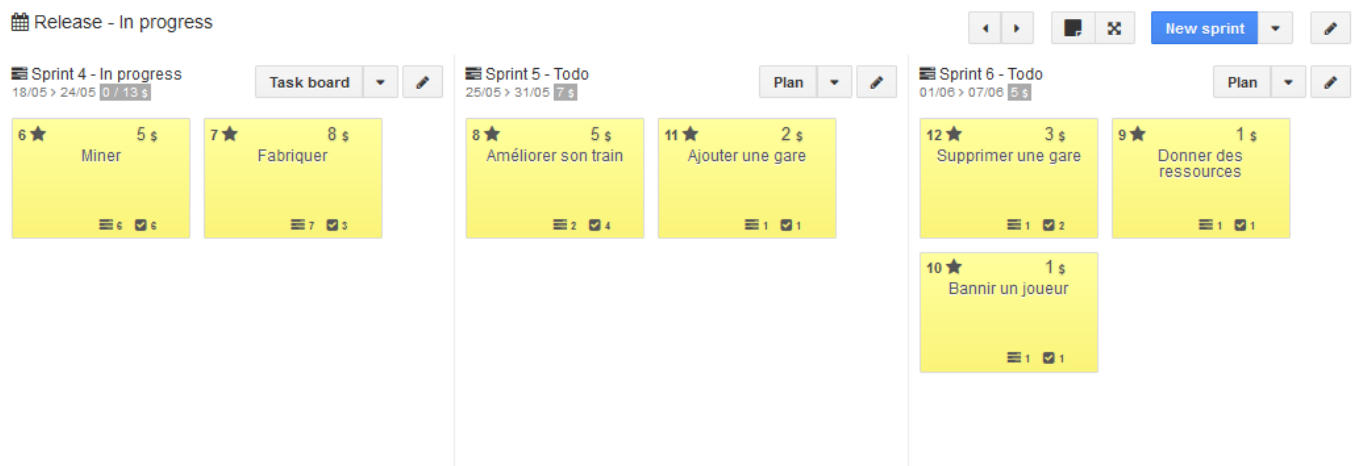 Release - In progress
New sprint
Sprint 4 - In progress
18/05 > 24/05 0 / 13 $
Task board
6 5 $
Miner
6 6
7 8 $
Fabriquer
7 3
Sprint 5 - Todo
25/05 > 31/05 7 $
Plan
8 5 $
Améliorer son train
2 4
11 2 $
Ajouter une gare
1 1
Sprint 6 - Todo
01/06 > 07/06 5 $
Plan
12 3 $
Supprimer une gare
1 2
9 1 $
Donner des
ressources
1 1
10 1 $
Bannir un joueur
1 1